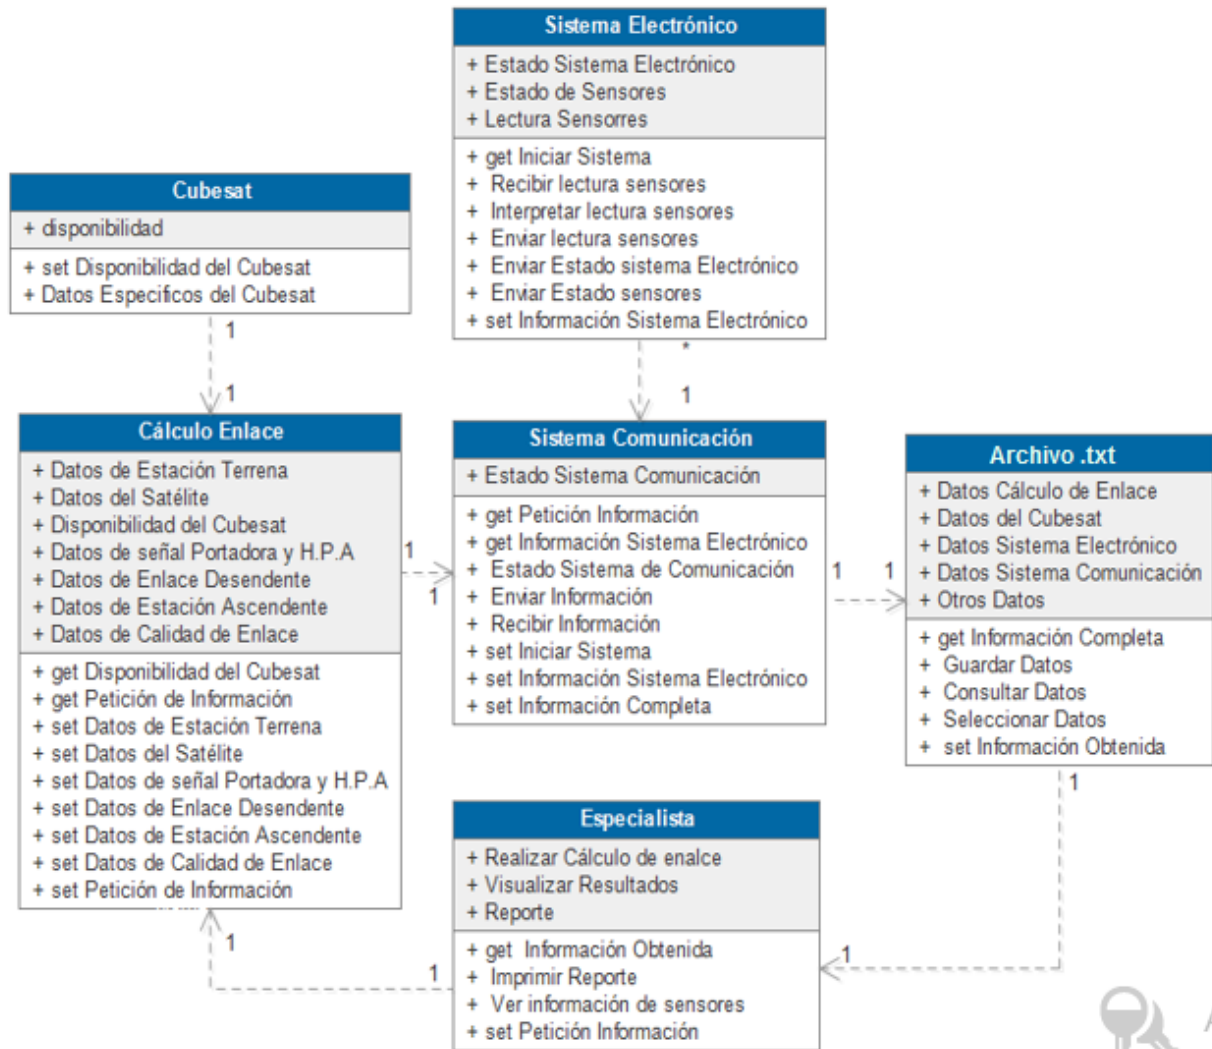 Sistema Electrónico
+ Estado Sistema Electrónico
+ Estado de Sensores
+ Lectura Sensorres
+ get Iniciar Sistema
+ Recibir lectura sensores
+ Interpretar lectura sensores
+ Enviar lectura sensores
+ Enviar Estado sistema Electrónico
+ Enviar Estado sensores
+ set Información Sistema Electrónico
*
1
Cubesat
+ disponibilidad
+ set Disponibilidad del Cubesat
+ Datos Especificos del Cubesat
1
1
Cálculo Enlace
+ Datos de Estación Terrena
+ Datos del Satélite
+ Disponibilidad del Cubesat
+ Datos de señal Portadora y H.P.A
+ Datos de Enlace Desendente
+ Datos de Estación Ascendente
+ Datos de Calidad de Enlace
+ get Disponibilidad del Cubesat
+ get Petición de Información
+ set Datos de Estación Terrena
+ set Datos del Satélite
+ set Datos de señal Portadora y H.P.A
+ set Datos de Enlace Desendente
+ set Datos de Estación Ascendente
+ set Datos de Calidad de Enlace
+ set Petición de Información
1
1
Sistema Comunicación
+ Estado Sistema Comunicación
+ get Petición Información
+ get Información Sistema Electrónico
+ Estado Sistema de Comunicación
+ Enviar Información
+ Recibir Información
+ set Iniciar Sistema
+ set Información Sistema Electrónico
+ set Información Completa
1
1
Archivo .txt
+ Datos Cálculo de Enlace
+ Datos del Cubesat
+ Datos Sistema Electrónico
+ Datos Sistema Comunicación
+ Otros Datos
+ get Información Completa
+ Guardar Datos
+ Consultar Datos
+ Seleccionar Datos
+ set Información Obtenida
1
1
Especialista
+ Realizar Cálculo de enalce
+ Visualizar Resultados
+ Reporte
+ get Información Obtenida
+ Imprimir Reporte
+ Ver información de sensores
+ set Petición Información
1
1
A